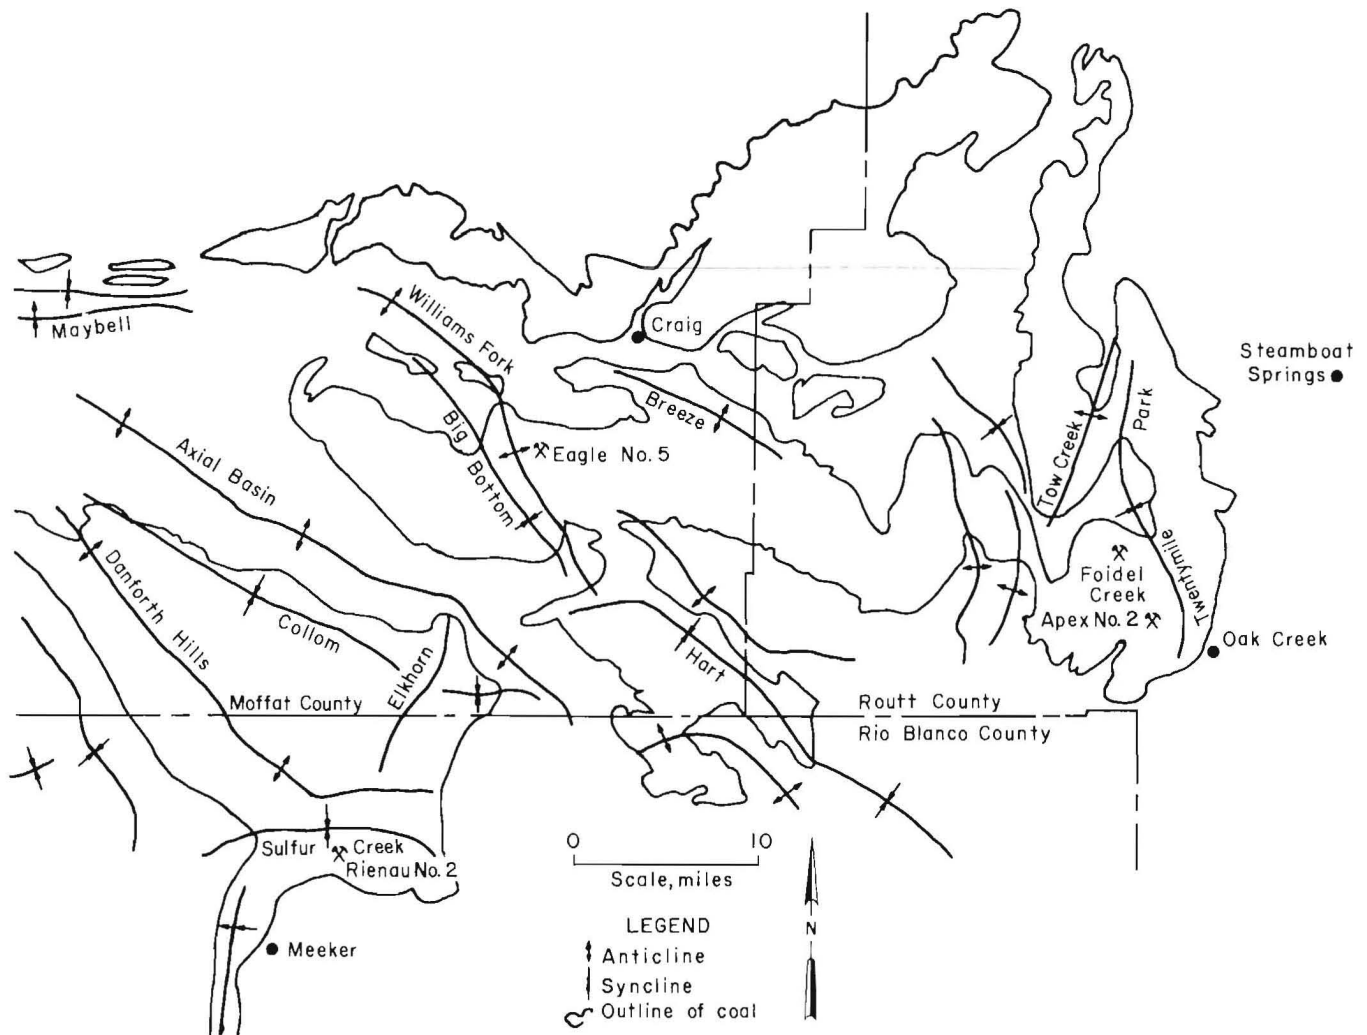 Maybell
Williams Fork
Craig
Steamboat
Springs
Breeze
Park
Tow Creek
Eagle No. 5
Big Bottom
Axial Basin
Foidel
Creek
Apex No. 2
Twentymile
Oak Creek
Danforth Hills
Collom
Elkhorn
Hart
Moffat County
Routt County
Rio Blanco County
Sulfur Creek
Rienau No. 2
Meeker
0 10
Scale, miles
N
LEGEND
Anticline
Syncline
Outline of coal